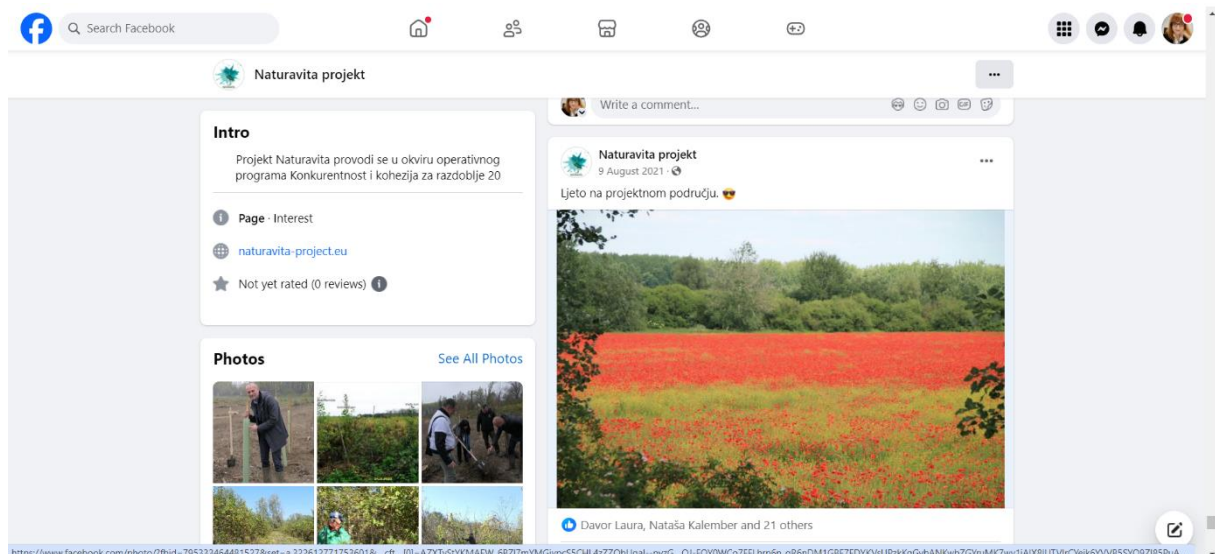 Search Facebook
Naturavita projekt
Write a comment...
Intro
Projekt Naturavita provodi se u okviru operativnog
programa Konkurentnost i kohezija za razdoblje 20
Page · Interest
naturavita-project.eu
Not yet rated (0 reviews)
Photos
See All Photos
Naturavita projekt
9 August 2021
Ljeto na projektnom području. 😎
Davor Laura, Nataša Kalember and 21 others